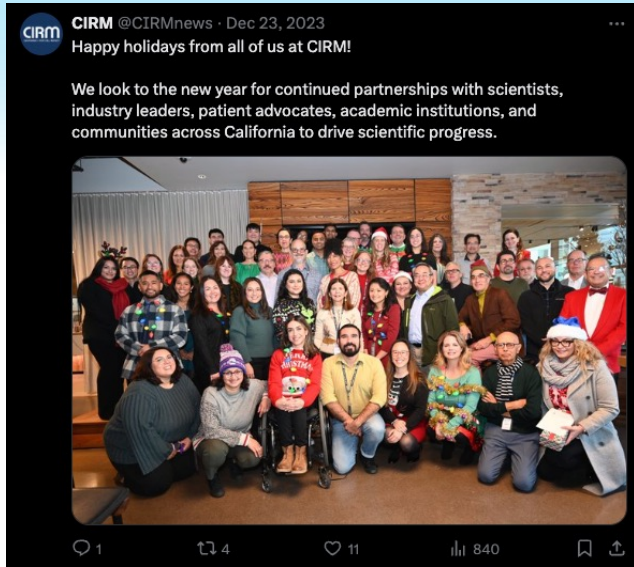 CIRM
CIRM @CIRMnews · Dec 23, 2023
Happy holidays from all of us at CIRM!
We look to the new year for continued partnerships with scientists,
industry leaders, patient advocates, academic institutions, and
communities across California to drive scientific progress.
1 4 11 840